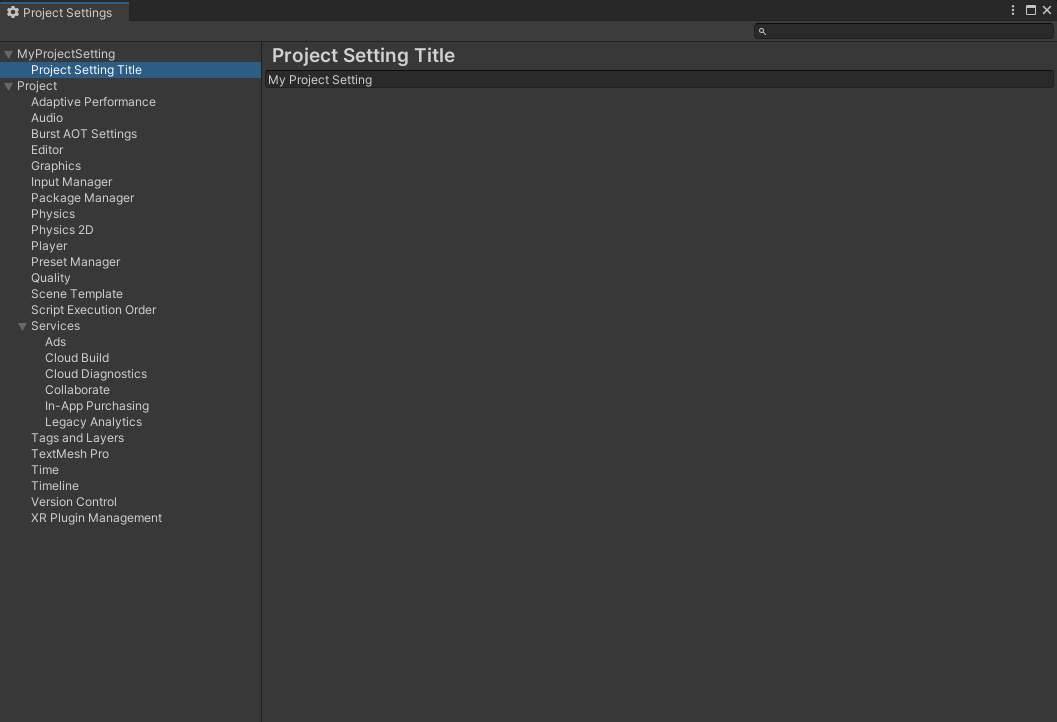 Project Settings
MyProjectSetting
Project Setting Title
Project
Adaptive Performance
Audio
Burst AOT Settings
Editor
Graphics
Input Manager
Package Manager
Physics
Physics 2D
Player
Preset Manager
Quality
Scene Template
Script Execution Order
Services
Ads
Cloud Build
Cloud Diagnostics
Collaborate
In-App Purchasing
Legacy Analytics
Tags and Layers
TextMesh Pro
Time
Timeline
Version Control
XR Plugin Management
Project Setting Title
My Project Setting